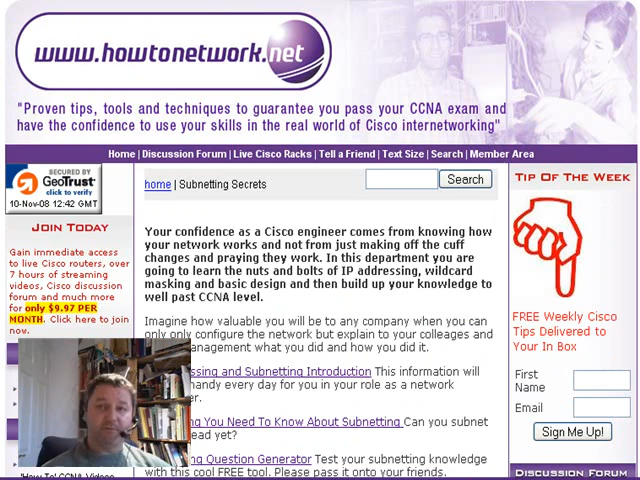 www.howtonetwork.net
"Proven tips, tools and techniques to guarantee you pass your CCNA exam and
have the confidence to use your skills in the real world of Cisco internetworking"
Home | Discussion Forum | Live Cisco Racks | Tell a Friend | Text Size | Search | Member Area
SECURED BY
GeoTrust
click to verify
10-Nov-08 12:42 GMT
JOIN TODAY
Gain immediate access
to live Cisco routers, over
7 hours of streaming
videos, Cisco discussion
forum and much more
for only $9.97 PER
MONTH. Click here to join
now.
'How To' CCNA Videos
home | Subnetting Secrets
Search
Your confidence as a Cisco engineer comes from knowing how
your network works and not from just making off the cuff
changes and praying they work. In this department you are
going to learn the nuts and bolts of IP addressing, wildcard
masking and basic design and then build up your knowledge to
well past CCNA level.
Imagine how valuable you will be to any company when you can
only only configure the network but explain to your colleages and
management what you did and how you did it.
ssing and Subnetting Introduction This information will
handy every day for you in your role as a network
er.
ng You Need To Know About Subnetting Can you subnet
ead yet?
ng Question Generator Test your subnetting knowledge
with this cool FREE tool. Please pass it onto your friends.
TIP OF THE WEEK
FREE Weekly Cisco
Tips Delivered to
Your In Box
First
Name
Email
Sign Me Up!
DISCUSSION FORUM